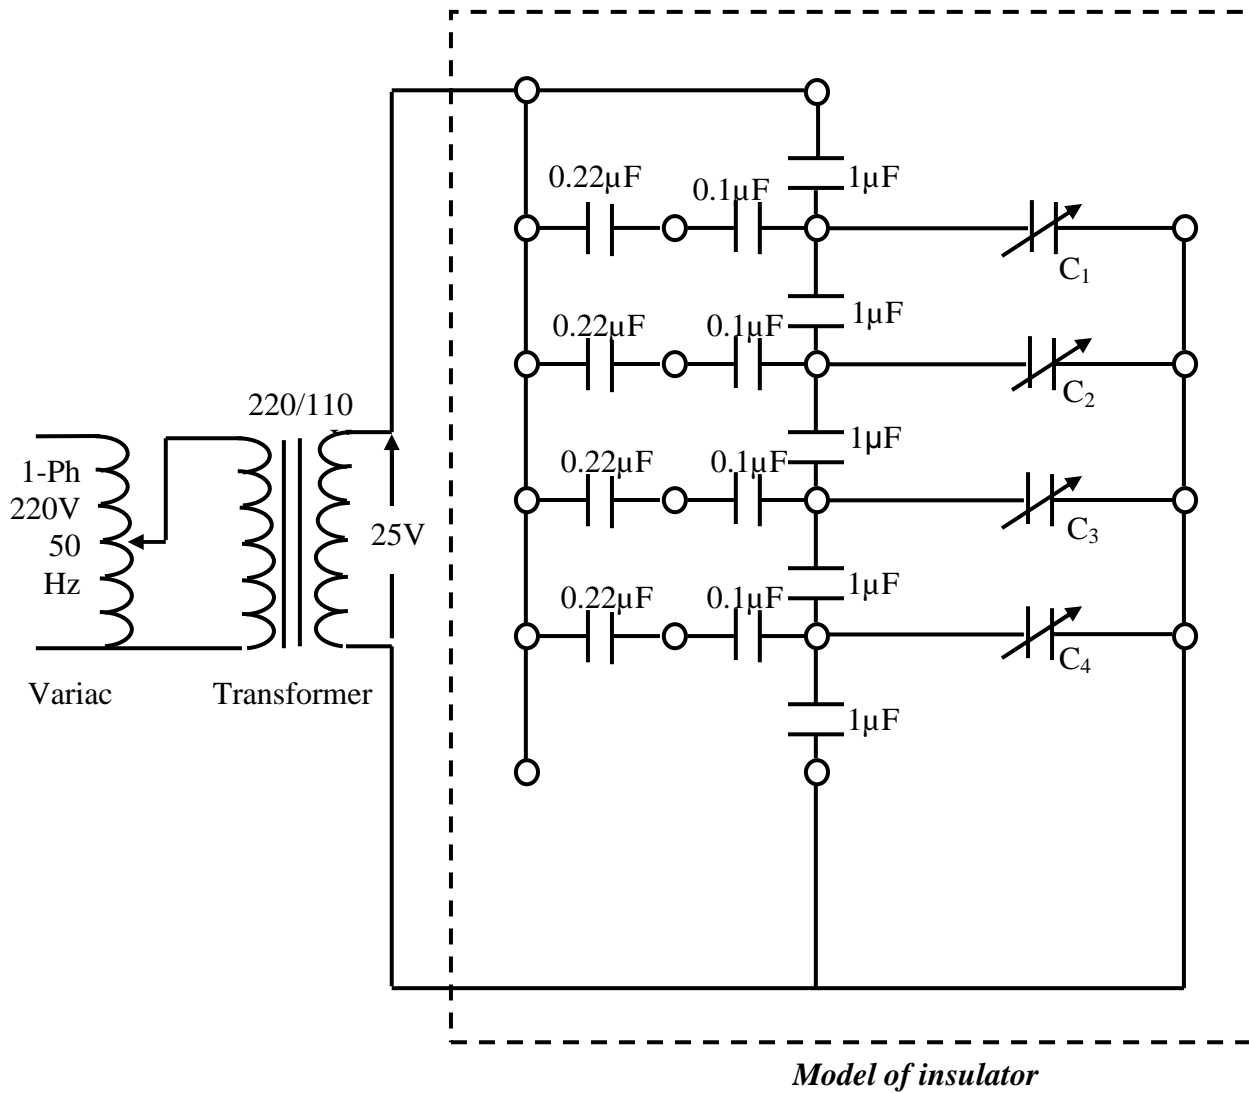 0.22µF
0.1µF
1µF
C1
0.22µF
0.1µF
1µF
C2
220/110
1-Ph
220V
50
Hz
25V
0.22µF
0.1µF
1µF
C3
0.22µF
0.1µF
1µF
C4
Variac
Transformer
1µF
Model of insulator